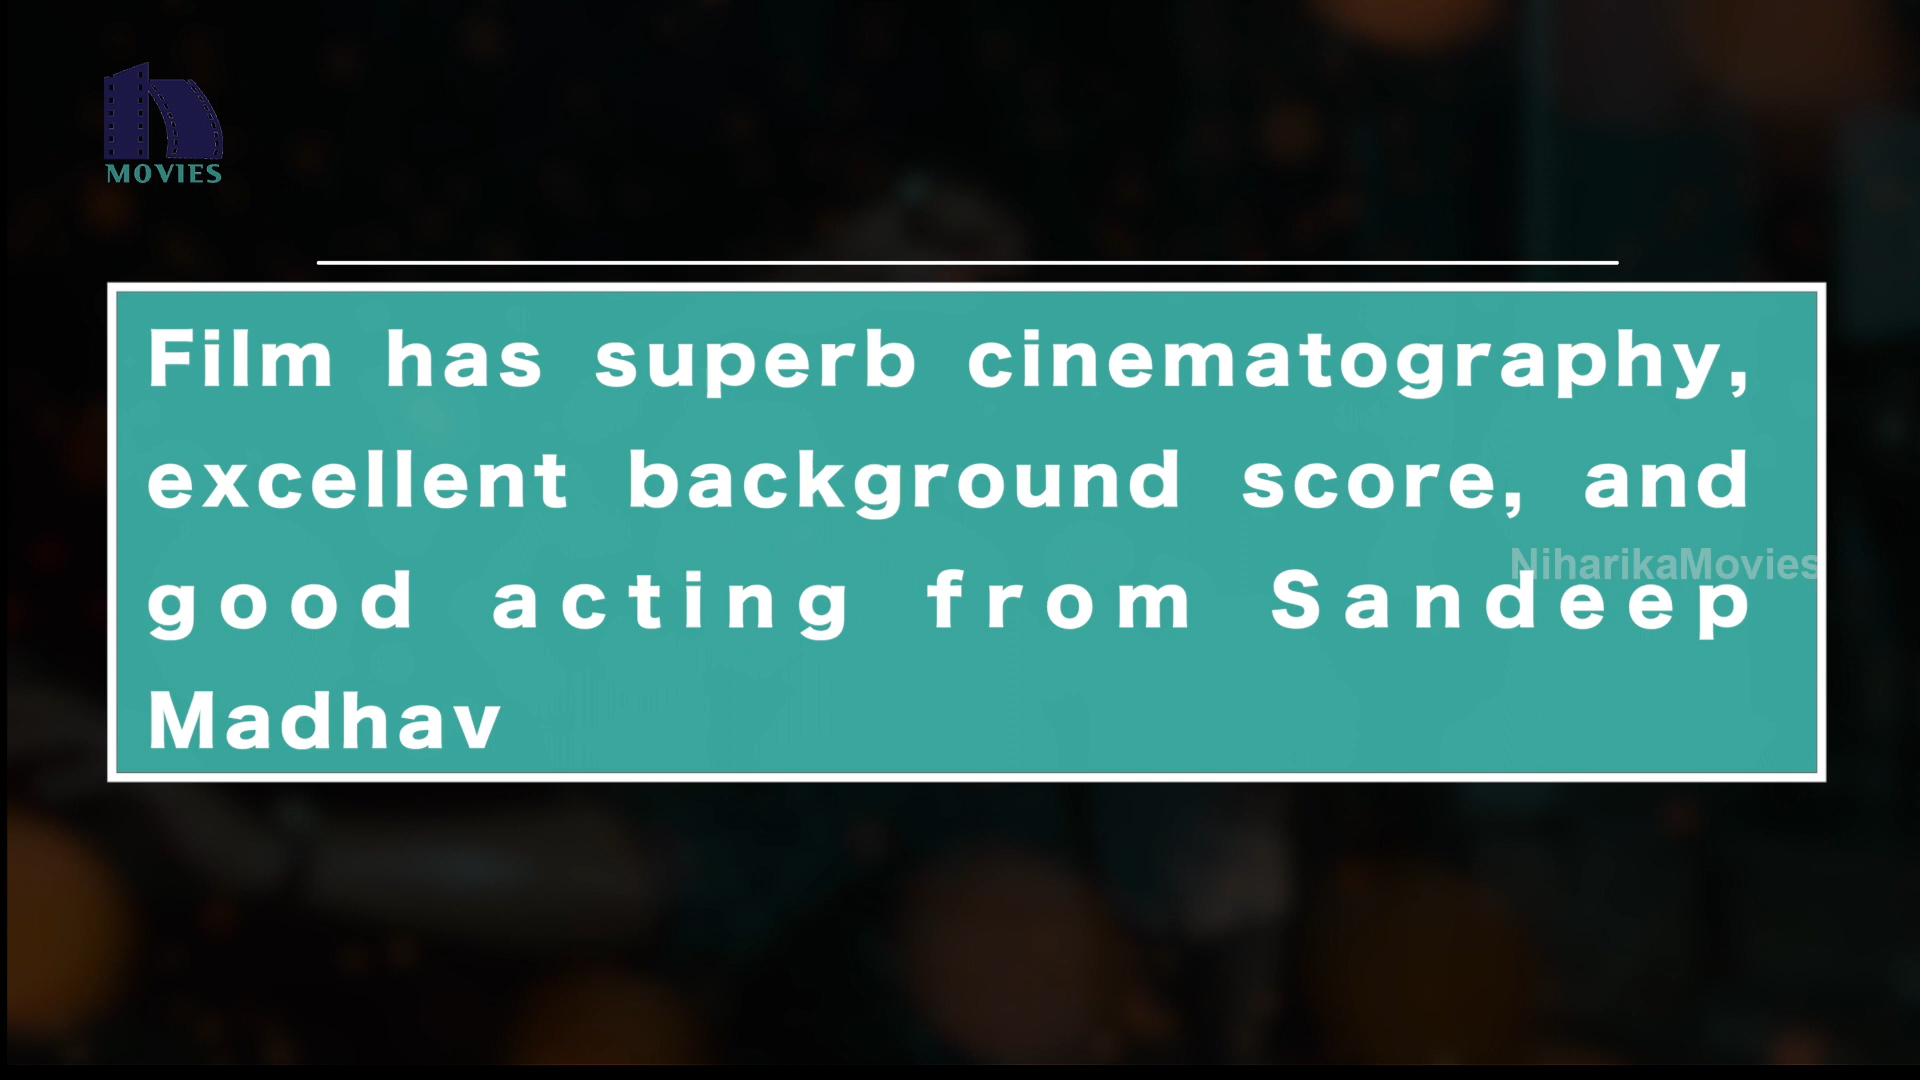 MOVIES
Film has superb cinematography,
excellent background score, and
NiharikaMovies
good acting from Sandeep
Madhav